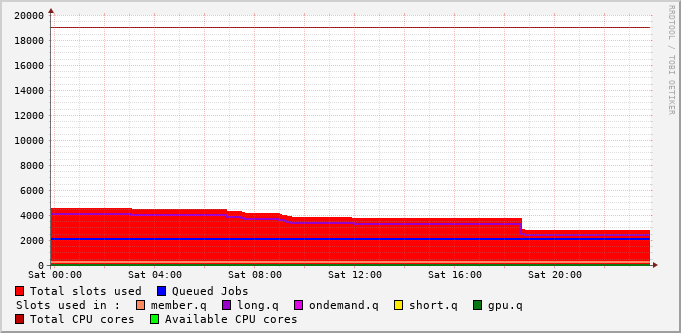 RRDTOOL / TOBI OETIKER
20000
18000
16000
14000
12000
10000
8000
6000
4000
2000
0
Sat 00:00 Sat 04:00 Sat 08:00 Sat 12:00 Sat 16:00 Sat 20:00
Total slots used Queued Jobs
Slots used in : member.q long.q ondemand.q short.q gpu.q
Total CPU cores Available CPU cores